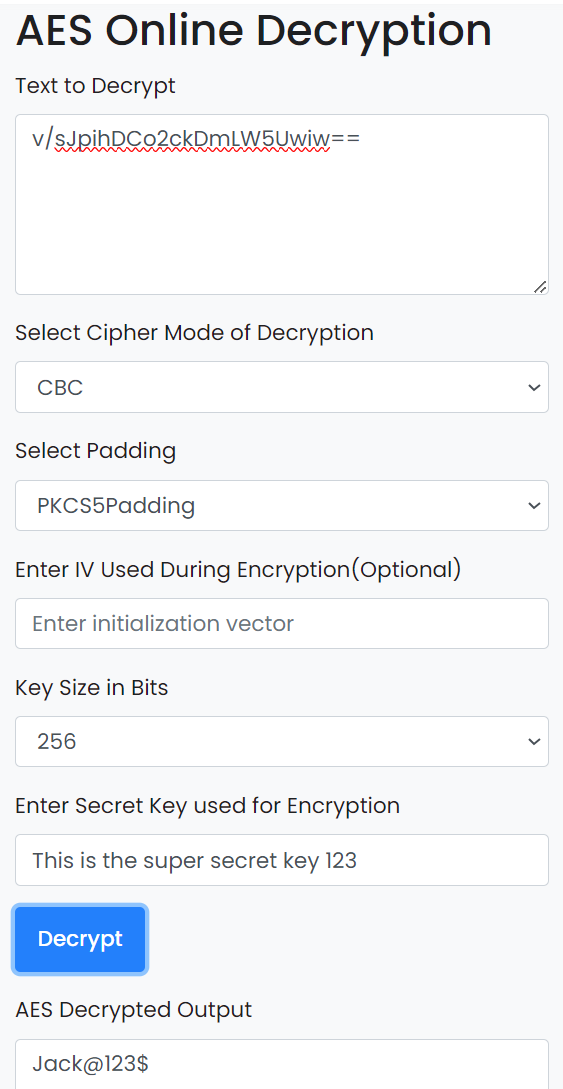 AES Online Decryption
Text to Decrypt
v/sJpihDCo2ckDmLW5Uwiw==
Select Cipher Mode of Decryption
CBC
Select Padding
PKCS5Padding
Enter IV Used During Encryption(Optional)
Enter initialization vector
Key Size in Bits
256
Enter Secret Key used for Encryption
This is the super secret key 123
Decrypt
AES Decrypted Output
Jack@123$